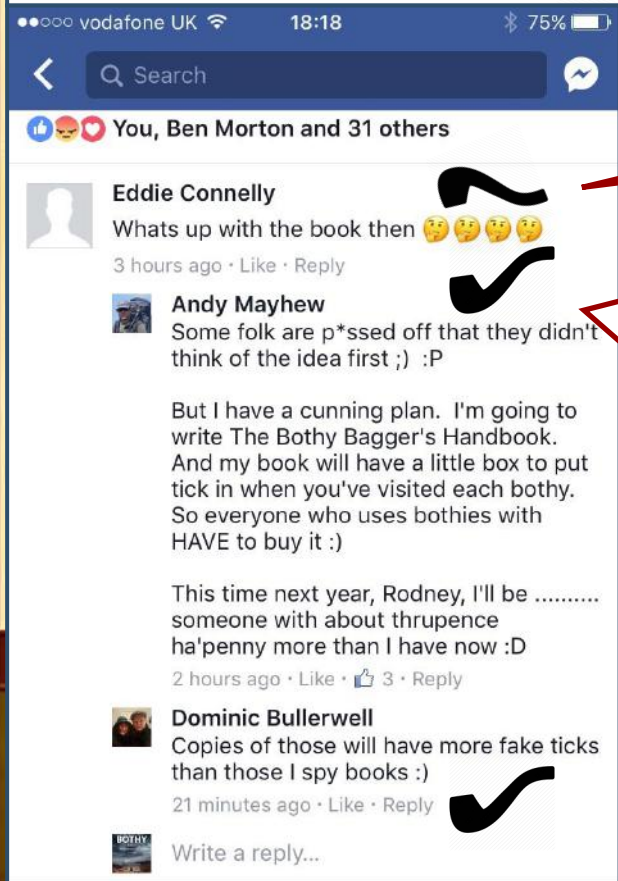 vodafone UK 18:18 75%
Search
You, Ben Morton and 31 others
Eddie Connelly
Whats up with the book then 🤔🤔🤔🤔
3 hours ago · Like · Reply
Andy Mayhew
Some folk are p*ssed off that they didn't
think of the idea first ;)  :P
But I have a cunning plan.  I'm going to
write The Bothy Bagger's Handbook.
And my book will have a little box to put
tick in when you've visited each bothy.
So everyone who uses bothies with
HAVE to buy it :)
This time next year, Rodney, I'll be ..........
someone with about thrupence
ha'penny more than I have now :D
2 hours ago · Like · 3 · Reply
Dominic Bullerwell
Copies of those will have more fake ticks
than those I spy books :)
21 minutes ago · Like · Reply
BOTHY
Write a reply...